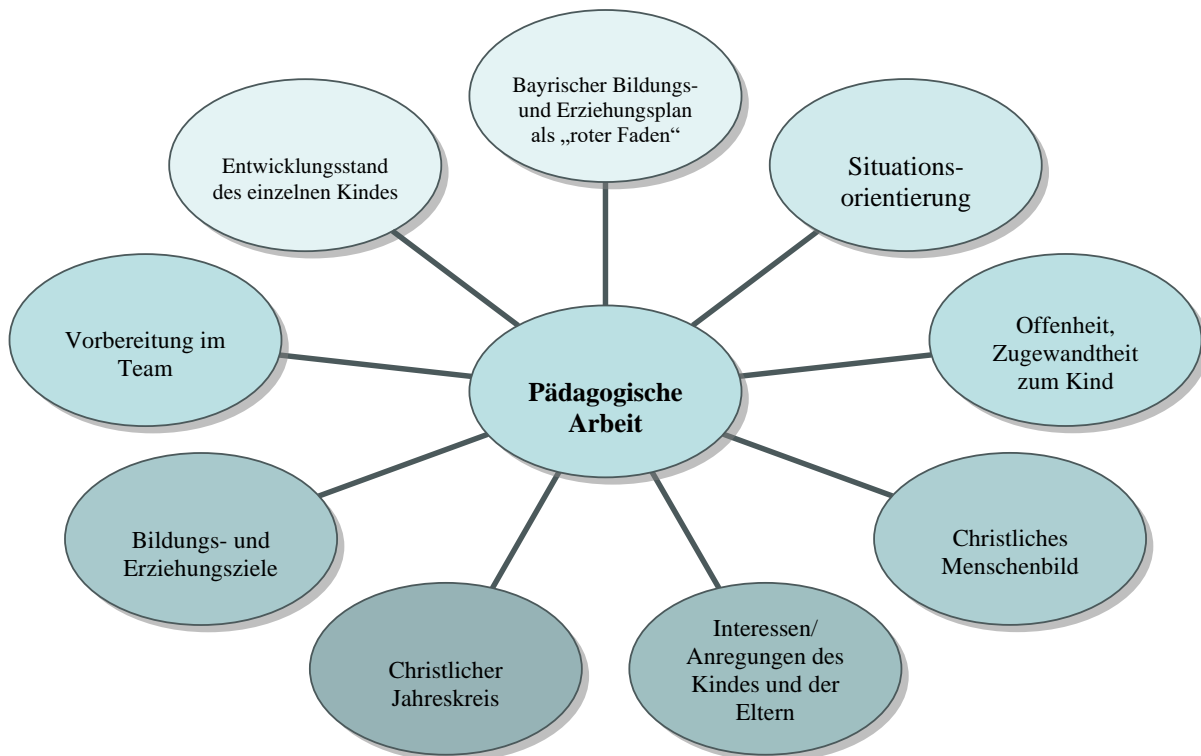 Bayrischer Bildungs-
und Erziehungsplan
als „roter Faden“
Situations-
orientierung
Offenheit,
Zugewandtheit
zum Kind
Christliches
Menschenbild
Interessen/
Anregungen des
Kindes und der
Eltern
Christlicher
Jahreskreis
Bildungs- und
Erziehungsziele
Vorbereitung im
Team
Entwicklungsstand
des einzelnen Kindes
Pädagogische
Arbeit